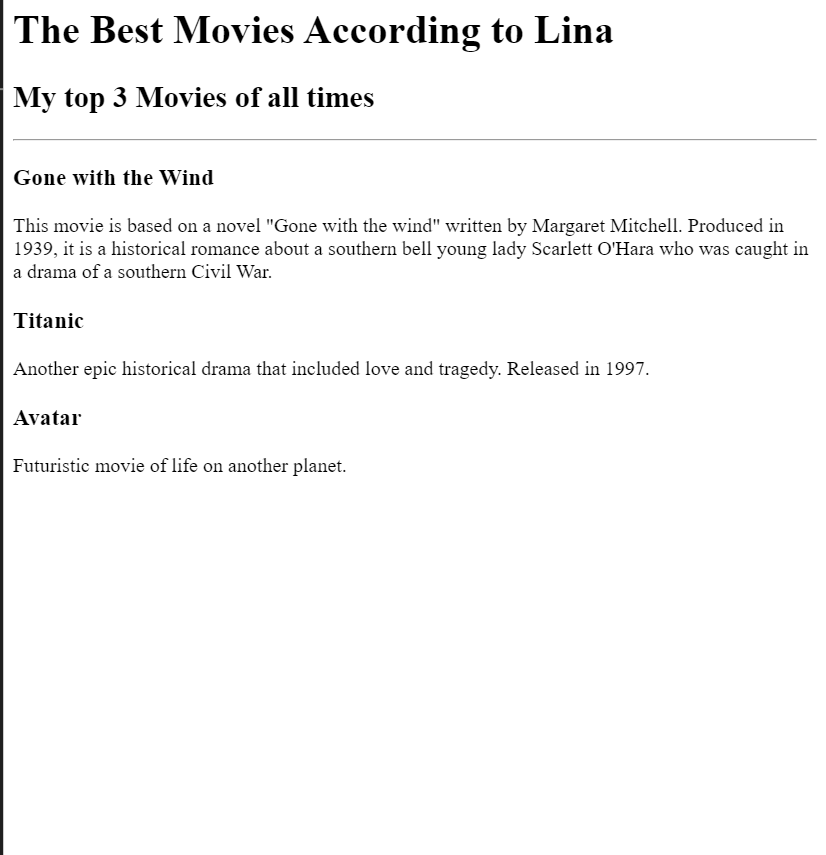 The Best Movies According to Lina
My top 3 Movies of all times
Gone with the Wind
This movie is based on a novel "Gone with the wind" written by Margaret Mitchell. Produced in
1939, it is a historical romance about a southern bell young lady Scarlett O'Hara who was caught in
a drama of a southern Civil War.
Titanic
Another epic historical drama that included love and tragedy. Released in 1997.
Avatar
Futuristic movie of life on another planet.